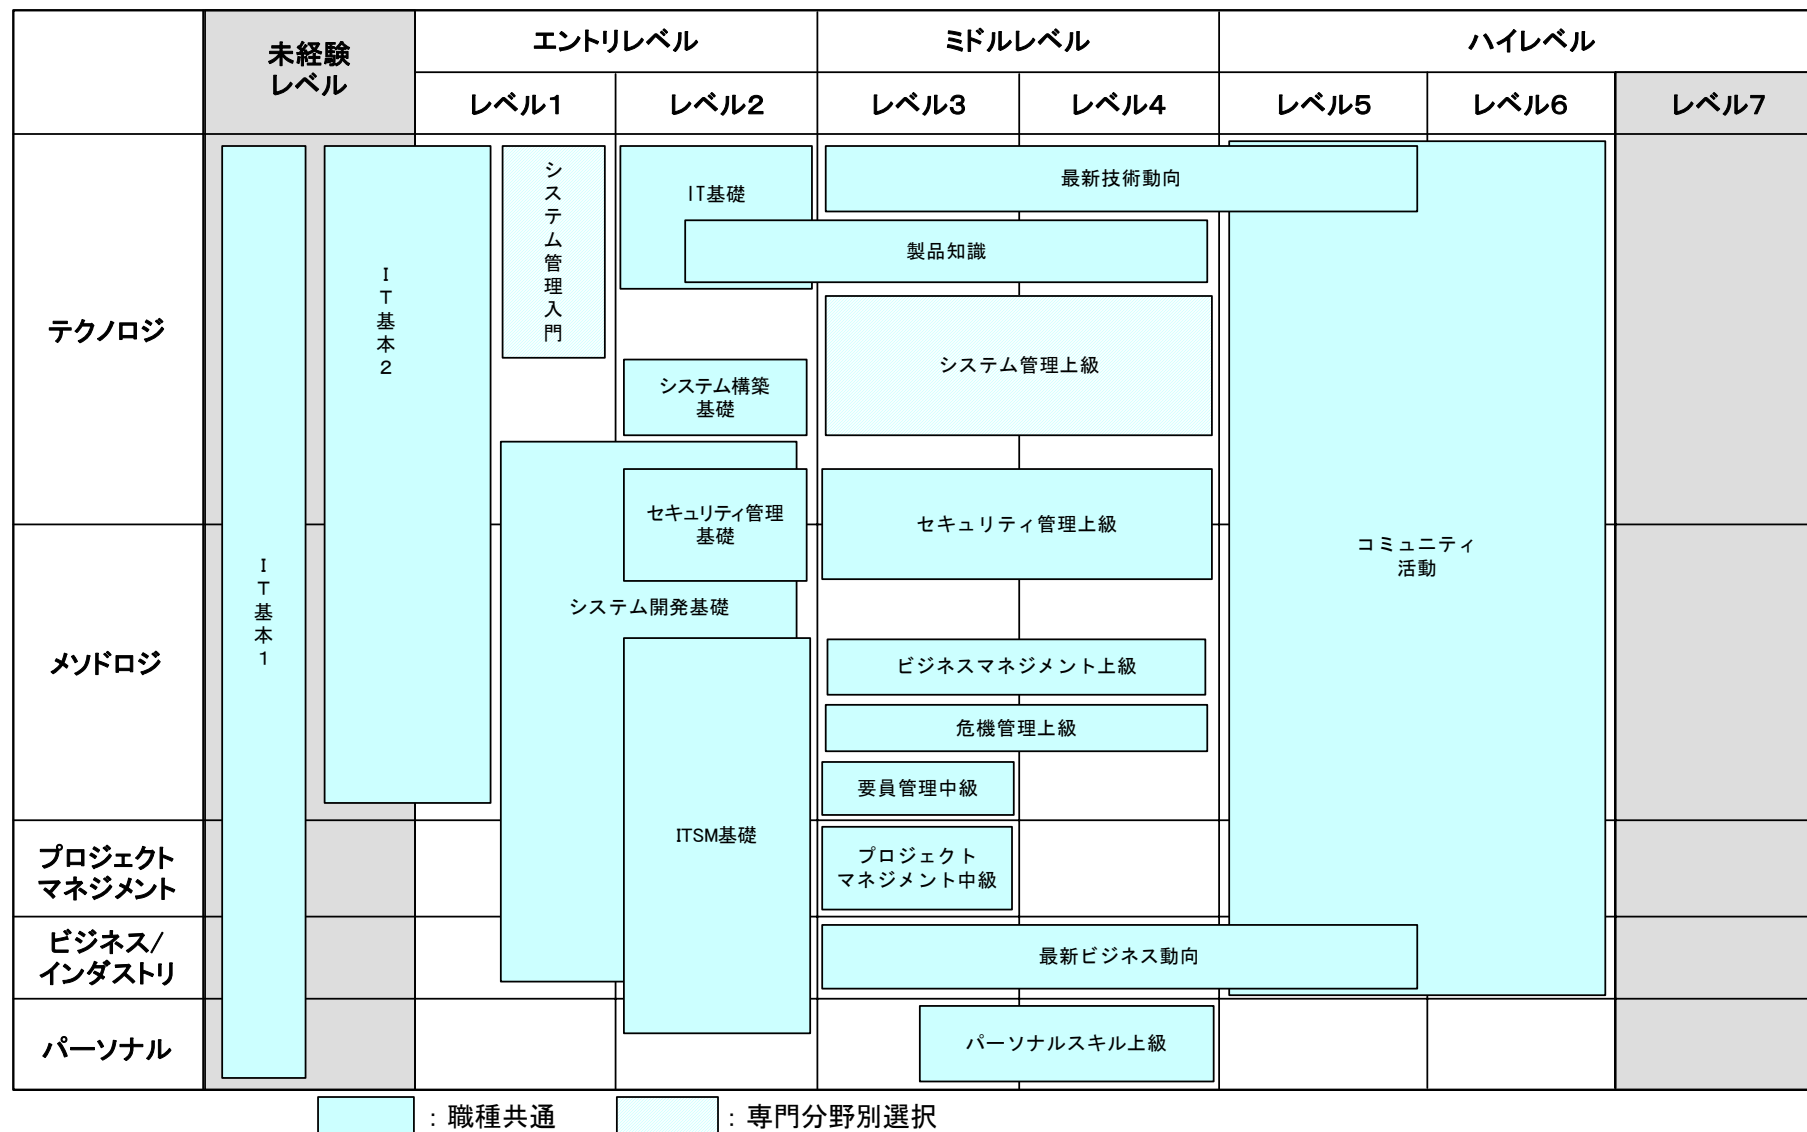 未経験
レベル
エントリレベル
ミドルレベル
ハイレベル
レベル1
レベル2
レベル3
レベル4
レベル5
レベル6
レベル7
テクノロジ
メソドロジ
プロジェクト
マネジメント
ビジネス/
インダストリ
パーソナル
IT基本1
IT基本2
システム管理入門
IT基礎
最新技術動向
製品知識
システム管理上級
システム構築
基礎
セキュリティ管理
基礎
セキュリティ管理上級
コミュニティ
活動
システム開発基礎
ビジネスマネジメント上級
危機管理上級
要員管理中級
ITSM基礎
プロジェクト
マネジメント中級
最新ビジネス動向
パーソナルスキル上級
：職種共通
：専門分野別選択